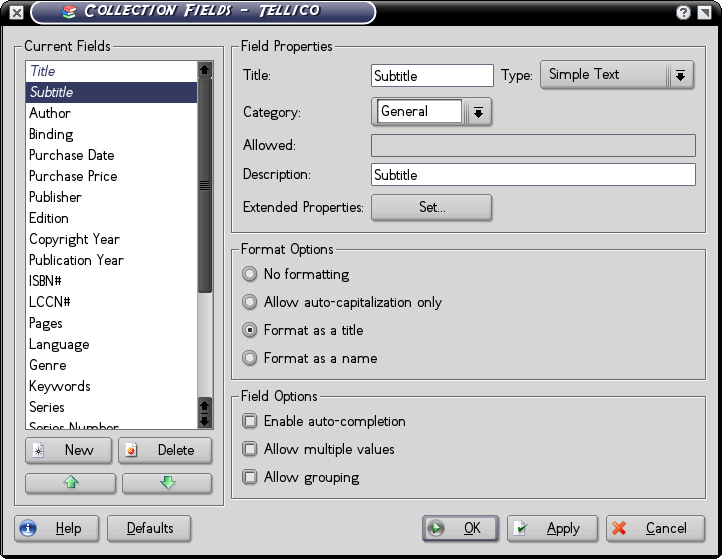 Collection Fields - Tellico
Current Fields
Title
Subtitle
Author
Binding
Purchase Date
Purchase Price
Publisher
Edition
Copyright Year
Publication Year
ISBN#
LCCN#
Pages
Language
Genre
Keywords
Series
Series Number
New
Delete
Field Properties
Title: Subtitle Type: Simple Text
Category: General
Allowed:
Description: Subtitle
Extended Properties: Set...
Format Options
No formatting
Allow auto-capitalization only
Format as a title
Format as a name
Field Options
Enable auto-completion
Allow multiple values
Allow grouping
Help Defaults OK Apply Cancel